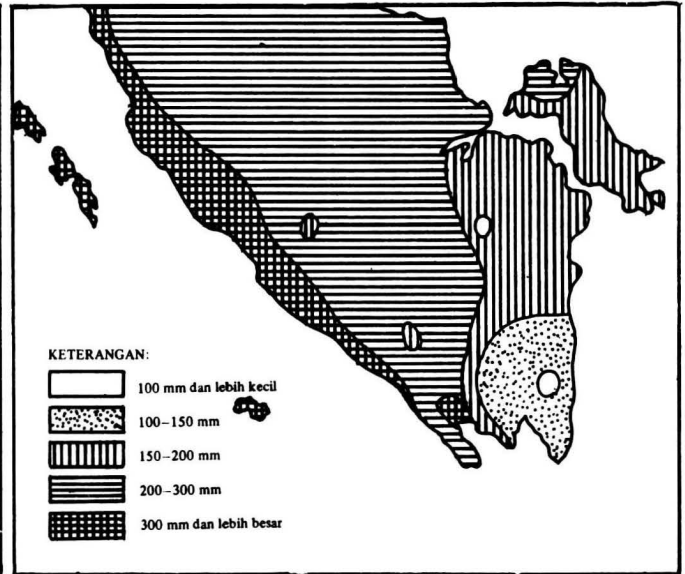 KETERANGAN:
100 mm dan lebih kecil
100–150 mm
150–200 mm
200–300 mm
300 mm dan lebih besar